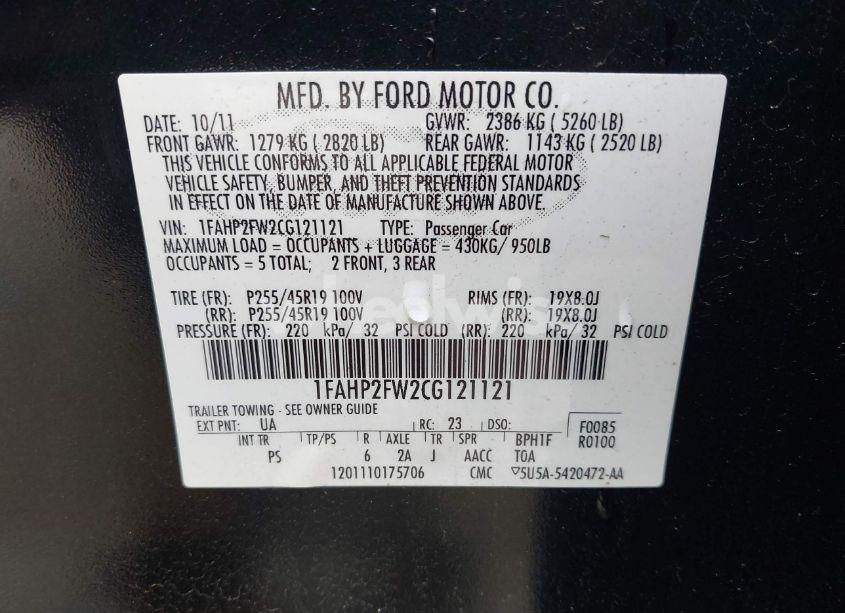 MFD. BY FORD MOTOR CO.
DATE: 10/11 GVWR: 2386 KG ( 5260 LB)
FRONT GAWR: 1279 KG ( 2820 LB) REAR GAWR: 1143 KG ( 2520 LB)
THIS VEHICLE CONFORMS TO ALL APPLICABLE FEDERAL MOTOR
VEHICLE SAFETY, BUMPER, AND THEFT PREVENTION STANDARDS
IN EFFECT ON THE DATE OF MANUFACTURE SHOWN ABOVE.
VIN: 1FAHP2FW2CG121121 TYPE: Passenger Car
MAXIMUM LOAD = OCCUPANTS + LUGGAGE = 430KG/ 950LB
OCCUPANTS = 5 TOTAL; 2 FRONT, 3 REAR
TIRE (FR): P255/45R19 100V RIMS (FR): 19X8.0J
(RR): P255/45R19 100V (RR): 19X8.0J
PRESSURE (FR): 220 kPa/ 32 PSI COLD (RR): 220 kPa/ 32 PSI COLD
1FAHP2FW2CG121121
TRAILER TOWING - SEE OWNER GUIDE
EXT PNT: UA RC: 23 DSO: F0085
INT TR TP/PS R AXLE TR SPR BPH1F R0100
PS 6 2A J AACC TOA
1201110175706 CMC 5U5A-5420472-AA